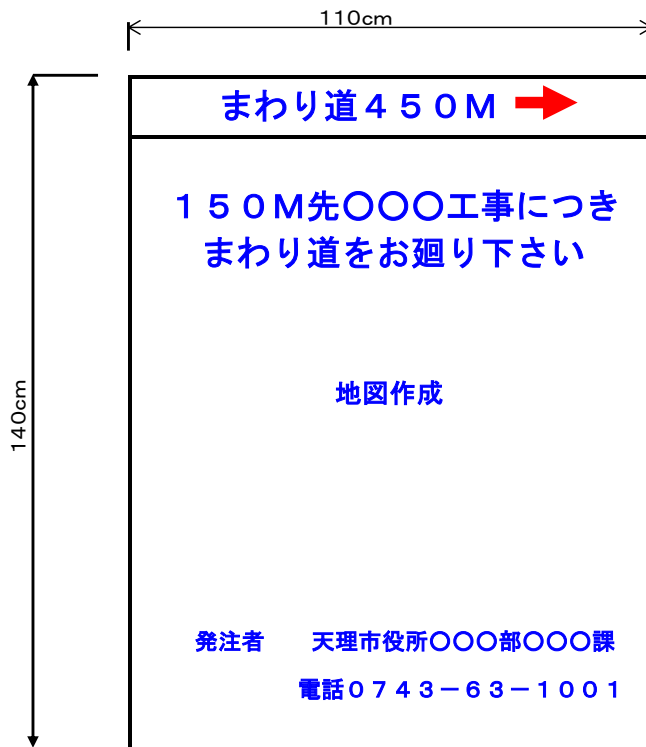 110cm
まわり道４５０Ｍ
１５０Ｍ先〇〇〇工事につき
まわり道をお廻り下さい
140cm
地図作成
発注者　　天理市役所〇〇〇部〇〇〇課
電話０７４３－６３－１００１